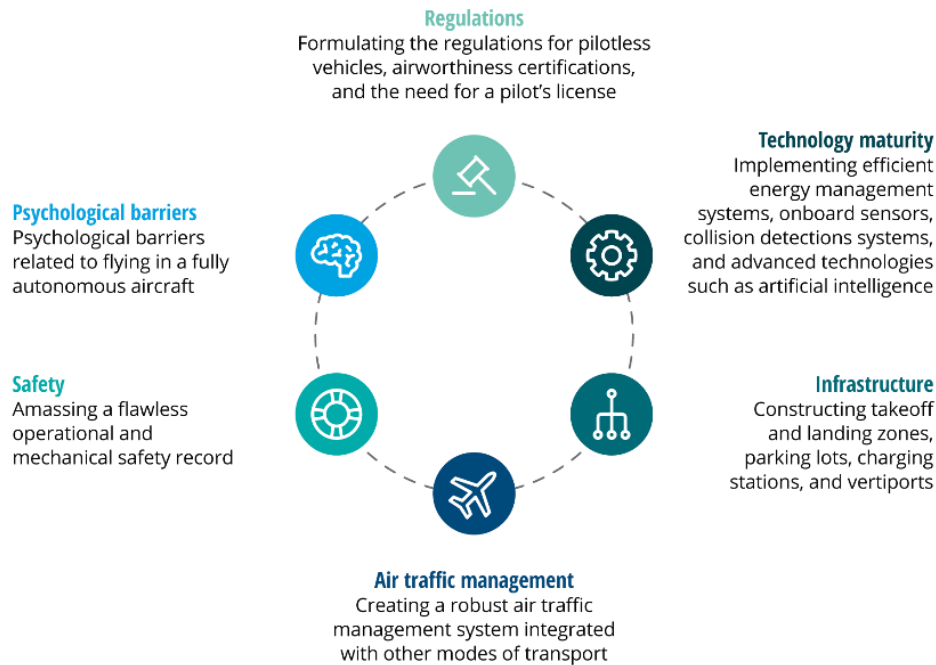 Regulations
Formulating the regulations for pilotless
vehicles, airworthiness certifications,
and the need for a pilot's license
Technology maturity
Implementing efficient
energy management
systems, onboard sensors,
collision detections systems,
and advanced technologies
such as artificial intelligence
Infrastructure
Constructing takeoff
and landing zones,
parking lots, charging
stations, and vertiports
Air traffic management
Creating a robust air traffic
management system integrated
with other modes of transport
Safety
Amassing a flawless
operational and
mechanical safety record
Psychological barriers
Psychological barriers
related to flying in a fully
autonomous aircraft